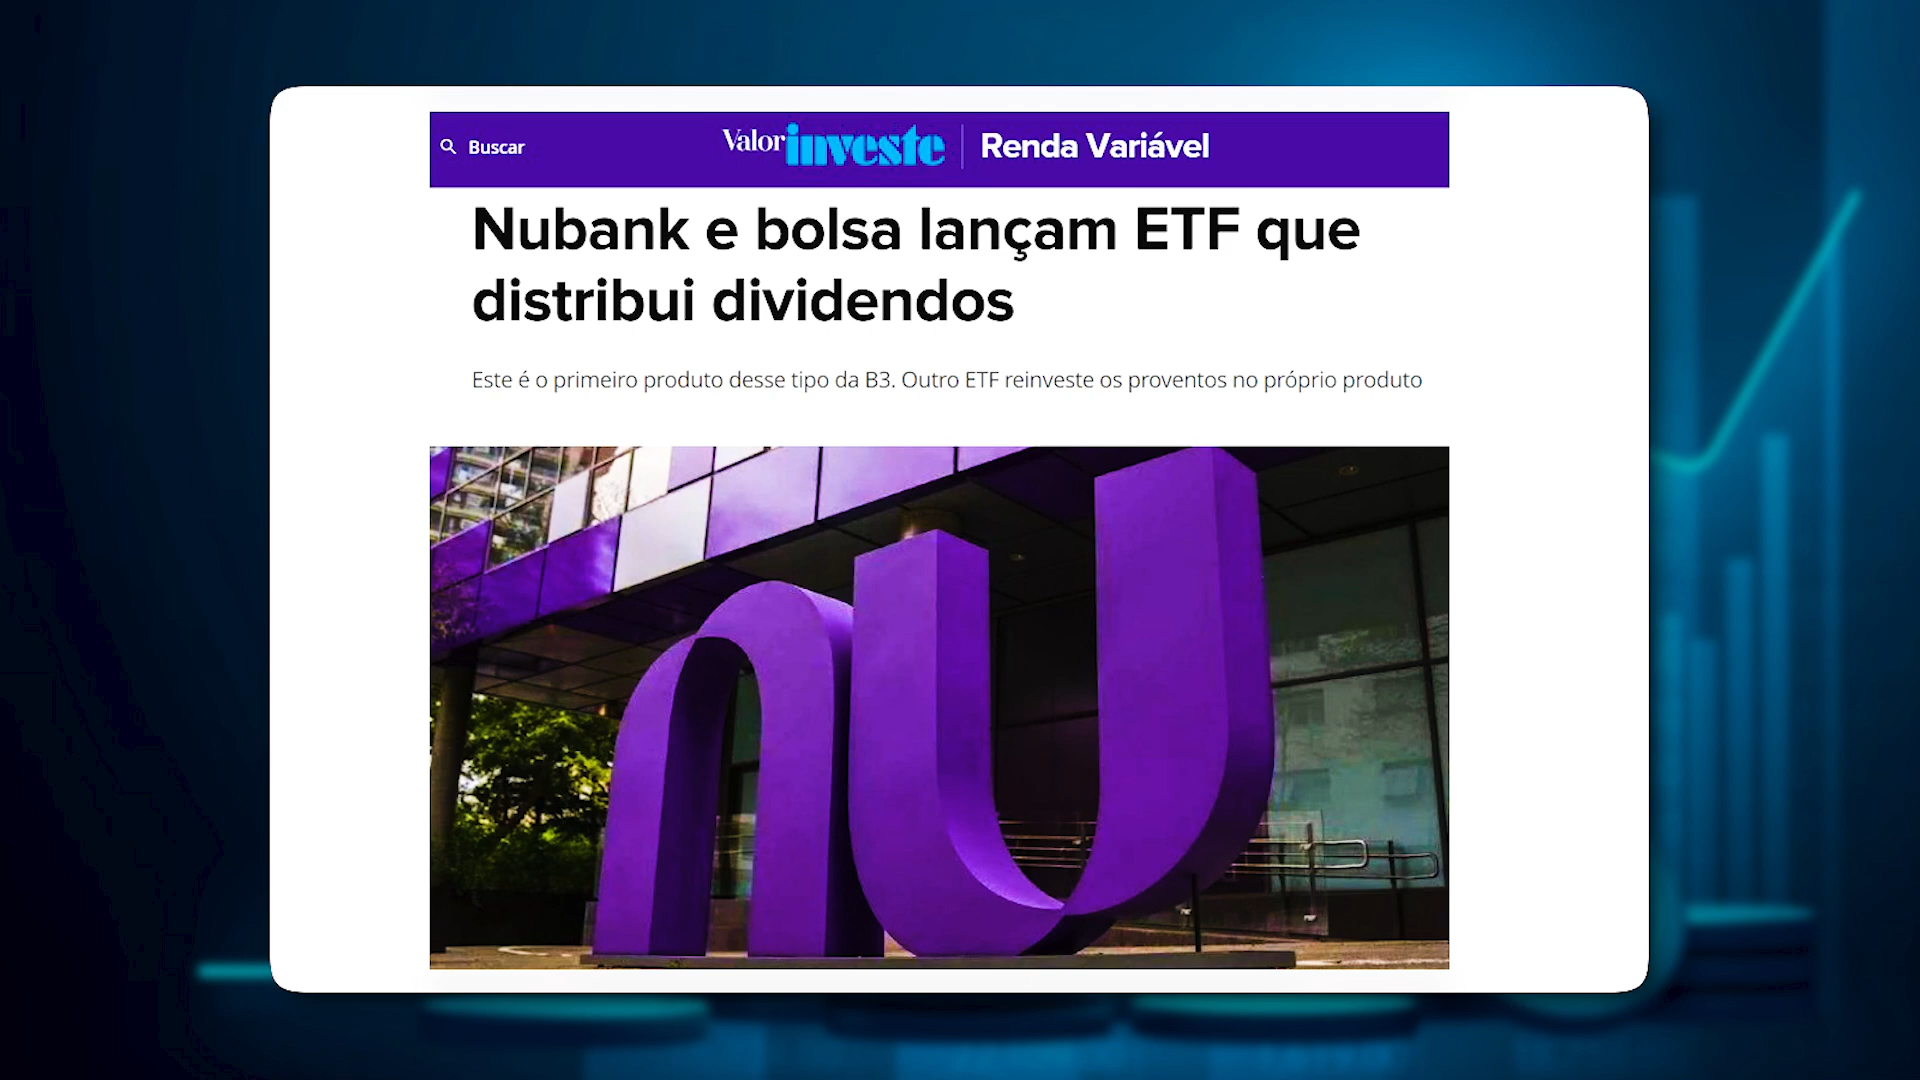 Buscar
Valor investe
Renda Variável
Nubank e bolsa lançam ETF que
distribui dividendos
Este é o primeiro produto desse tipo da B3. Outro ETF reinveste os proventos no próprio produto
nu